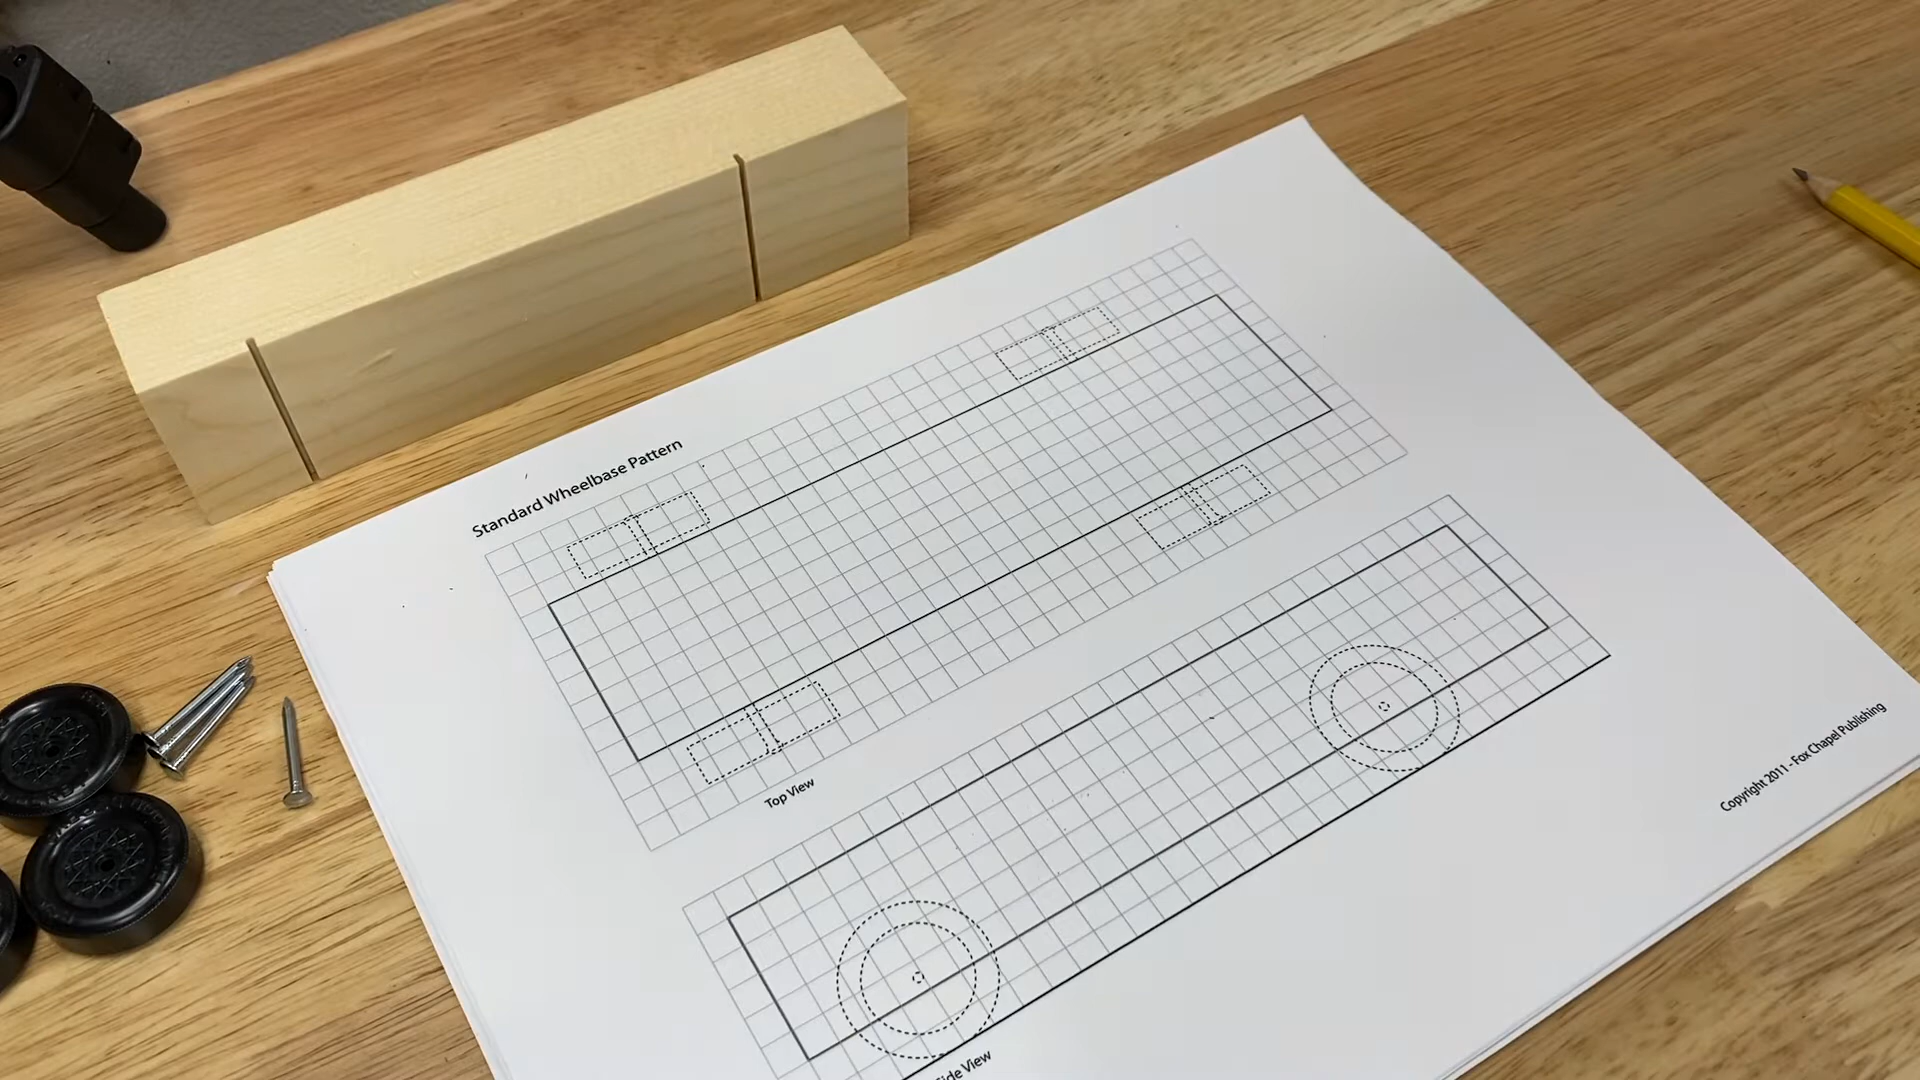 Standard Wheelbase Pattern
Top View
Side View
Copyright 2011 - Fox Chapel Publishing